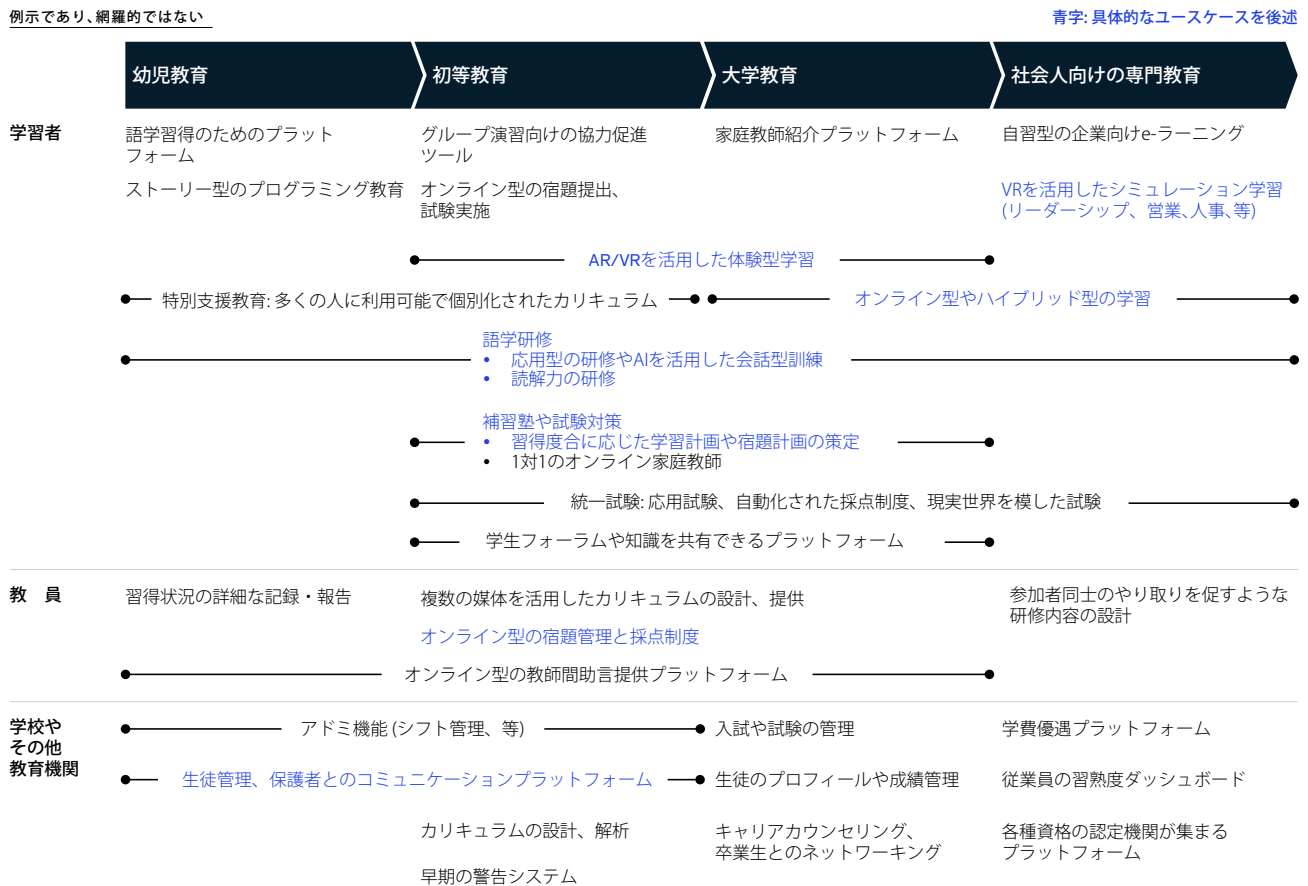 例示であり、網羅的ではない
青字: 具体的なユースケースを後述
幼児教育
初等教育
大学教育
社会人向けの専門教育
学習者
語学習得のためのプラット
フォーム
グループ演習向けの協力促進
ツール
家庭教師紹介プラットフォーム
自習型の企業向けe-ラーニング
ストーリー型のプログラミング教育
オンライン型の宿題提出、
試験実施
VRを活用したシミュレーション学習
(リーダーシップ、営業、人事、等)
AR/VRを活用した体験型学習
特別支援教育: 多くの人に利用可能で個別化されたカリキュラム
オンライン型やハイブリッド型の学習
語学研修
• 応用型の研修やAIを活用した会話型訓練
• 読解力の研修
補習塾や試験対策
• 習得度合に応じた学習計画や宿題計画の策定
• 1対1のオンライン家庭教師
統一試験: 応用試験、自動化された採点制度、現実世界を模した試験
学生フォーラムや知識を共有できるプラットフォーム
教　員
習得状況の詳細な記録・報告
複数の媒体を活用したカリキュラムの設計、提供
参加者同士のやり取りを促すような
研修内容の設計
オンライン型の宿題管理と採点制度
オンライン型の教師間助言提供プラットフォーム
学校や
その他
教育機関
アドミ機能 (シフト管理、等)
入試や試験の管理
学費優遇プラットフォーム
生徒管理、保護者とのコミュニケーションプラットフォーム
生徒のプロフィールや成績管理
従業員の習熟度ダッシュボード
カリキュラムの設計、解析
キャリアカウンセリング、
卒業生とのネットワーキング
各種資格の認定機関が集まる
プラットフォーム
早期の警告システム